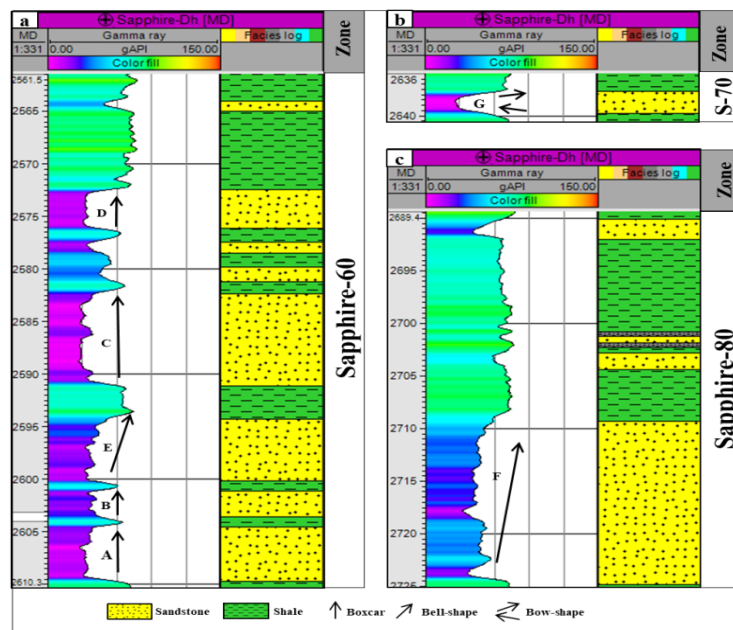 a
Sapphire-Dh [MD]
MD
Gamma ray
Facies log
1:331
0.00
gAPI
150.00
Color fill
Zone
2561.5
2565
2570
2575
2580
2585
2590
2595
2600
2605
2610.3
D
C
E
B
A
Sapphire-60
b
Sapphire-Dh [MD]
MD
Gamma ray
Facies log
1:331
0.00
gAPI
150.00
Color fill
Zone
2636
2640
G
S-70
c
Sapphire-Dh [MD]
MD
Gamma ray
Facies log
1:331
0.00
gAPI
150.00
Color fill
Zone
2689.4
2695
2700
2705
2710
2715
2720
2726
F
Sapphire-80
Sandstone
Shale
Boxcar
Bell-shape
Bow-shape